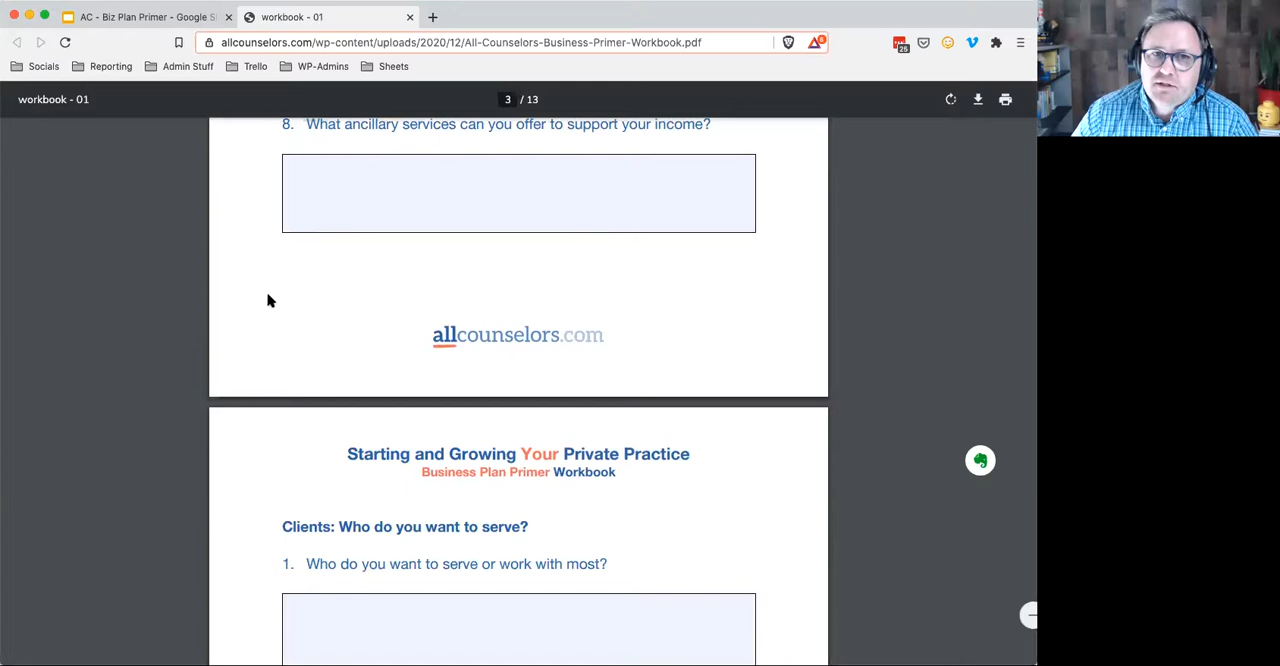 AC - Biz Plan Primer - Google Sl
workbook - 01
allcounselors.com/wp-content/uploads/2020/12/All-Counselors-Business-Primer-Workbook.pdf
6
25
Socials
Reporting
Admin Stuff
Trello
WP-Admins
Sheets
workbook - 01
3 / 13
8. What ancillary services can you offer to support your income?
allcounselors.com
Starting and Growing Your Private Practice
Business Plan Primer Workbook
Clients: Who do you want to serve?
1. Who do you want to serve or work with most?